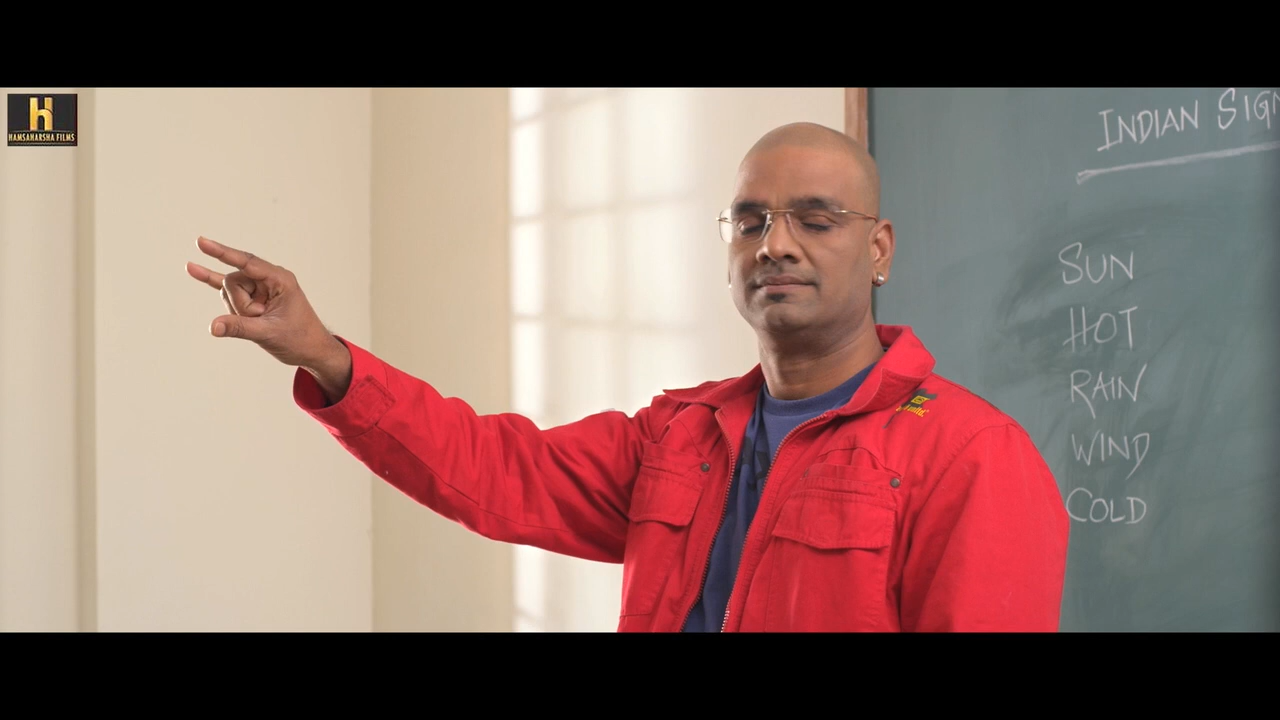 H
HAMSAHARSHA FILMS
INDIAN SIGN
SUN
HOT
RAIN
WIND
COLD